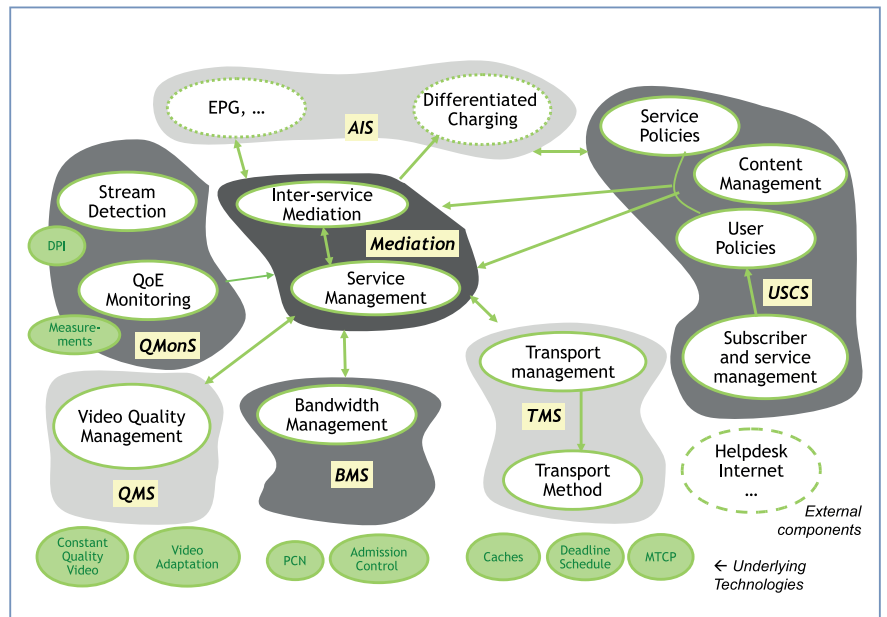 EPG, ...
AIS
Differentiated
Charging
Service
Policies
Content
Management
User
Policies
USCS
Subscriber
and service
management
Stream
Detection
DPI
QoE
Monitoring
Measure-
ments
QMonS
Inter-service
Mediation
Mediation
Service
Management
Video Quality
Management
QMS
Bandwidth
Management
BMS
Transport
management
TMS
Transport
Method
Helpdesk
Internet
...
External
components
Constant
Quality
Video
Video
Adaptation
PCN
Admission
Control
Caches
Deadline
Schedule
MTCP
← Underlying
Technologies